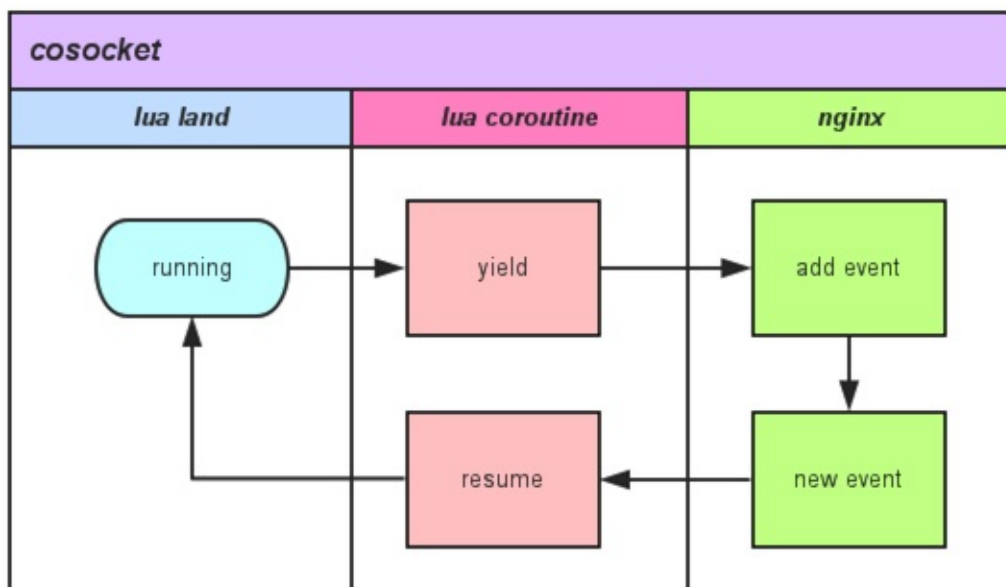 cosocket
lua land
lua coroutine
nginx
running
yield
add event
resume
new event